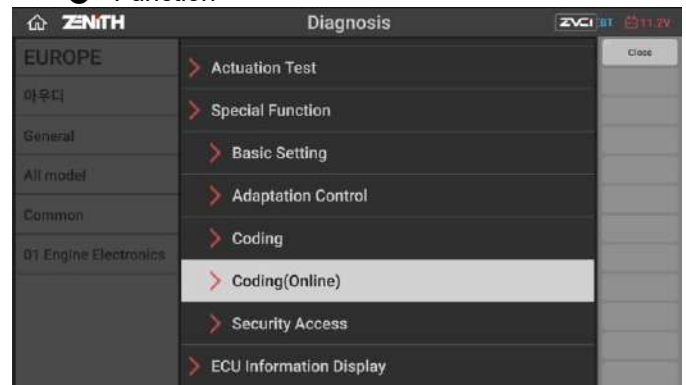 Function
ZENITH
Diagnosis
ZVCI BT 11.2V
EUROPE
아우디
General
All model
Common
01 Engine Electronics
Actuation Test
Special Function
Basic Setting
Adaptation Control
Coding
Coding(Online)
Security Access
ECU Information Display
Close